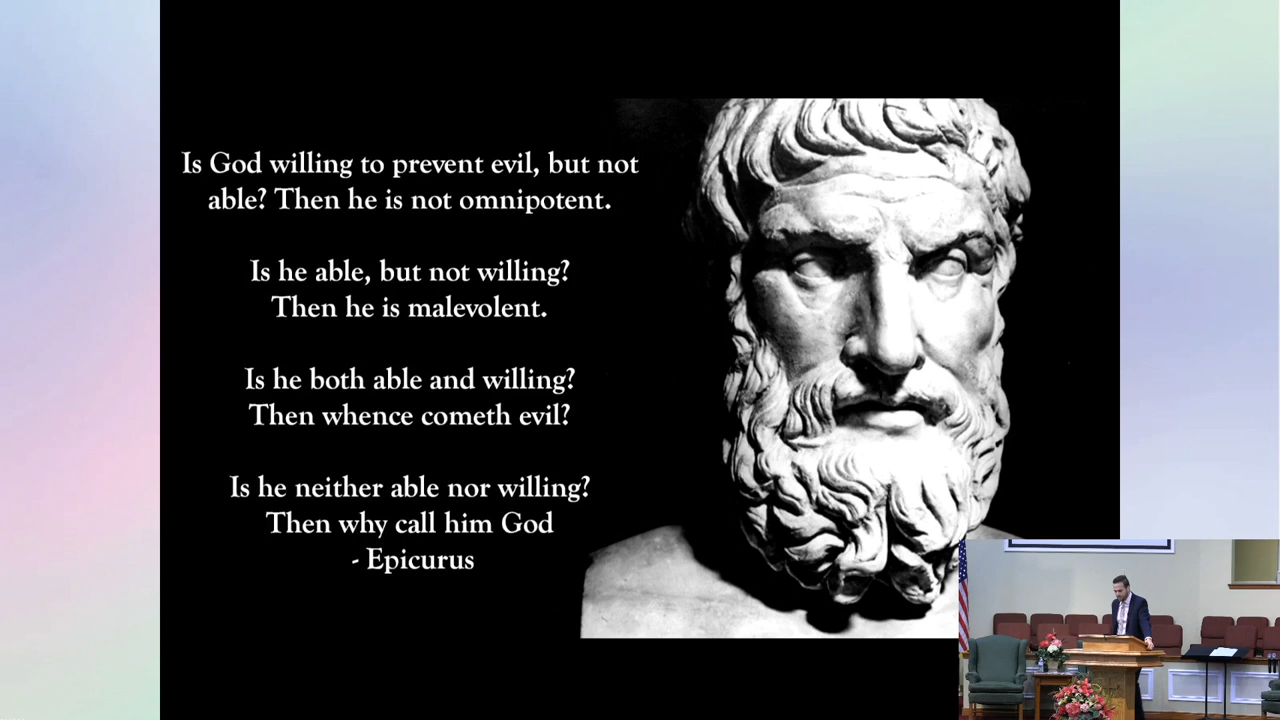 Is God willing to prevent evil, but not
able? Then he is not omnipotent.
Is he able, but not willing?
Then he is malevolent.
Is he both able and willing?
Then whence cometh evil?
Is he neither able nor willing?
Then why call him God
- Epicurus